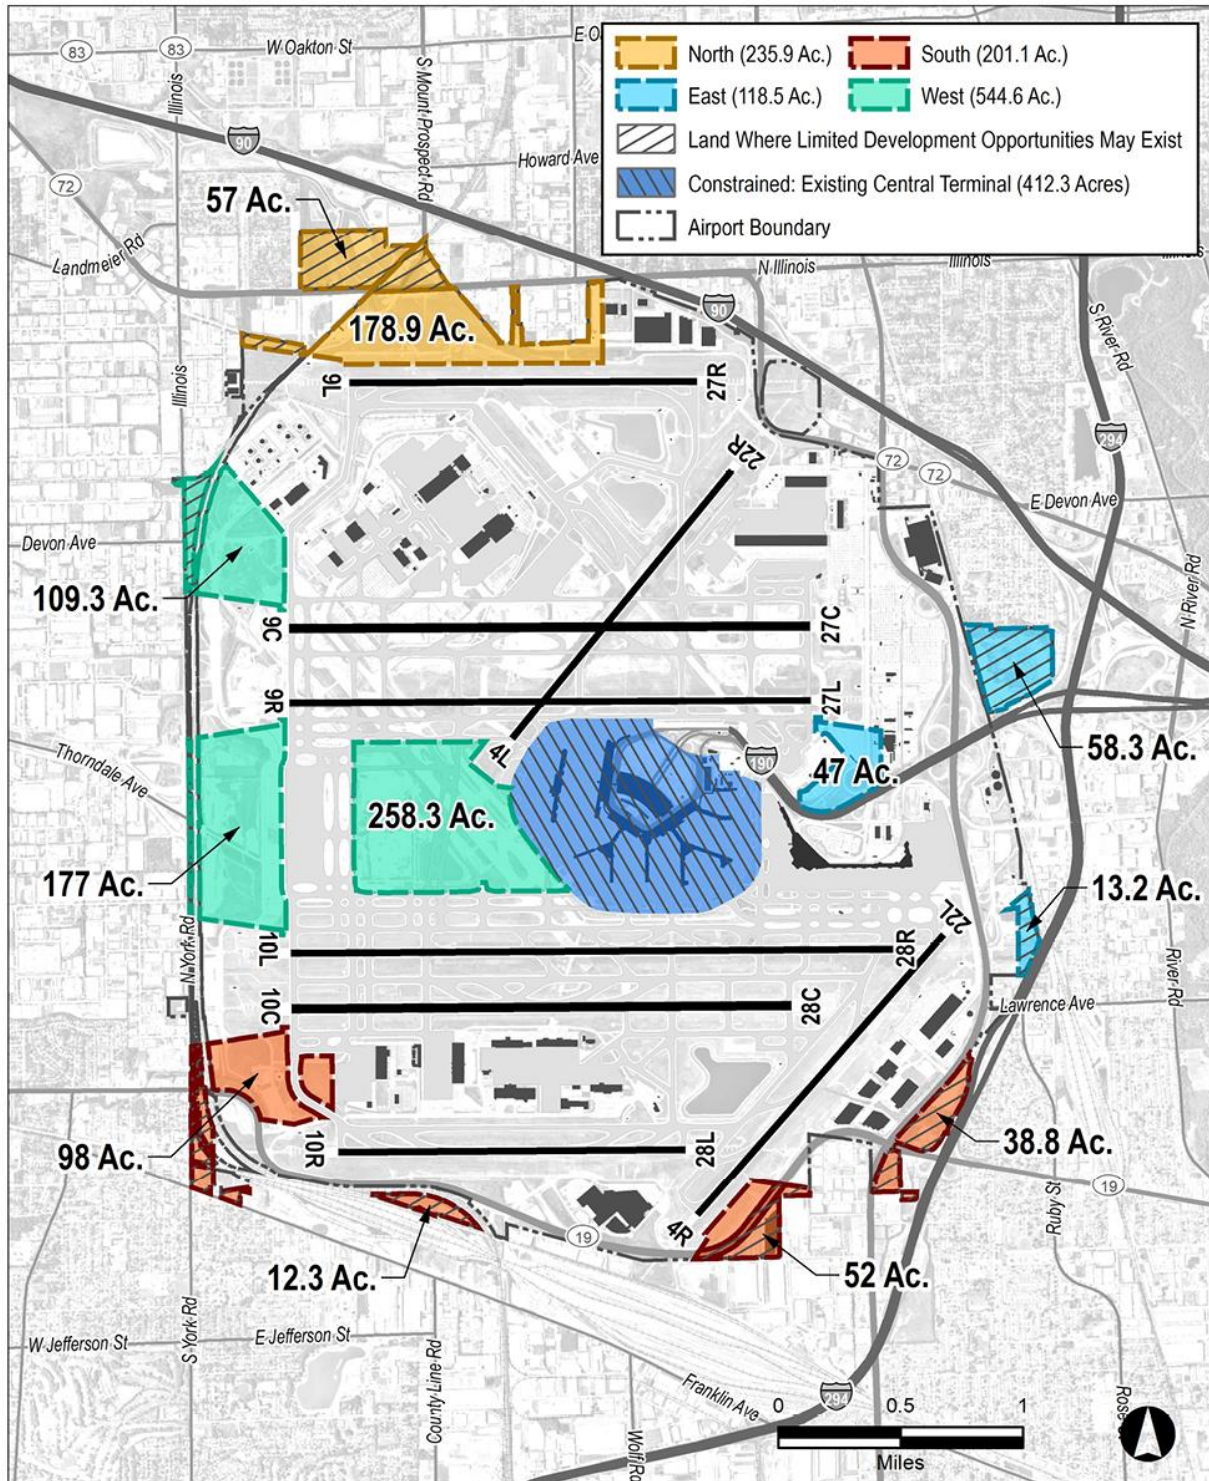 W Oakton St
83
83
E O
Illinois
S Mount Prospect Rd
North (235.9 Ac.)
South (201.1 Ac.)
East (118.5 Ac.)
West (544.6 Ac.)
Land Where Limited Development Opportunities May Exist
Constrained: Existing Central Terminal (412.3 Acres)
Airport Boundary
90
Howard Ave
72
57 Ac.
Landmeier Rd
N Illinois
Illinois
90
S River Rd
178.9 Ac.
Illinois
9L
27R
294
22R
72
72
E Devon Ave
Devon Ave
109.3 Ac.
N River Rd
9C
27C
9R
27L
4L
190
58.3 Ac.
47 Ac.
Thorndale Ave
258.3 Ac.
177 Ac.
13.2 Ac.
22L
N York Rd
10L
28R
River Rd
Lawrence Ave
10C
28C
98 Ac.
10R
28L
38.8 Ac.
19
Ruby St
4R
19
12.3 Ac.
52 Ac.
W Jefferson St
E Jefferson St
S York Rd
County Line Rd
Franklin Ave
294
Wolf Rd
Rose
0 0.5 1
Miles